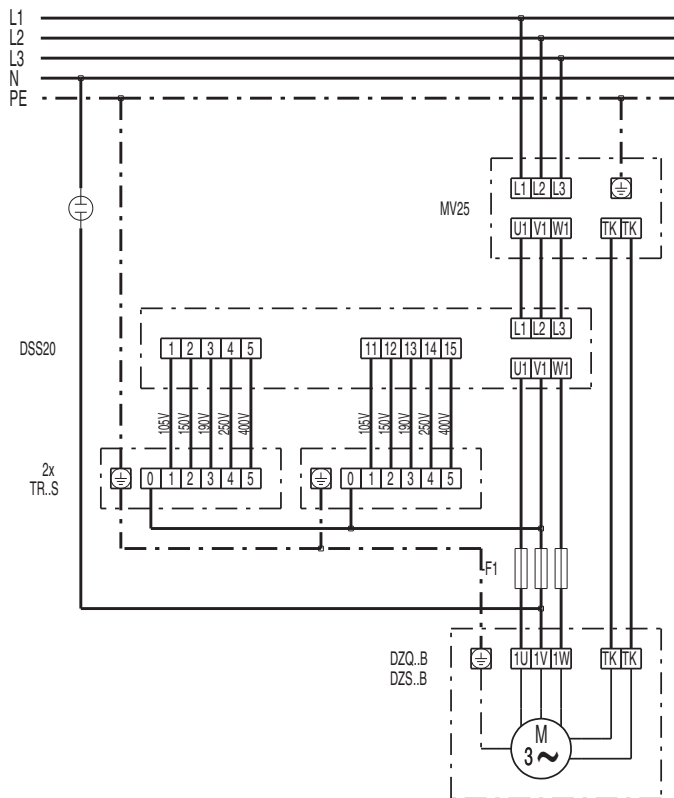 L1
L2
L3
N
PE
L1 L2 L3
MV25
U1 V1 W1 TK TK
L1 L2 L3
DSS20
1 2 3 4 5 11 12 13 14 15
U1 V1 W1
105V 150V 190V 250V 400V 105V 150V 190V 250V 400V
2x
TR..S
0 1 2 3 4 5 0 1 2 3 4 5
F1
DZQ..B
DZS..B
1U 1V 1W TK TK
M
3 ~